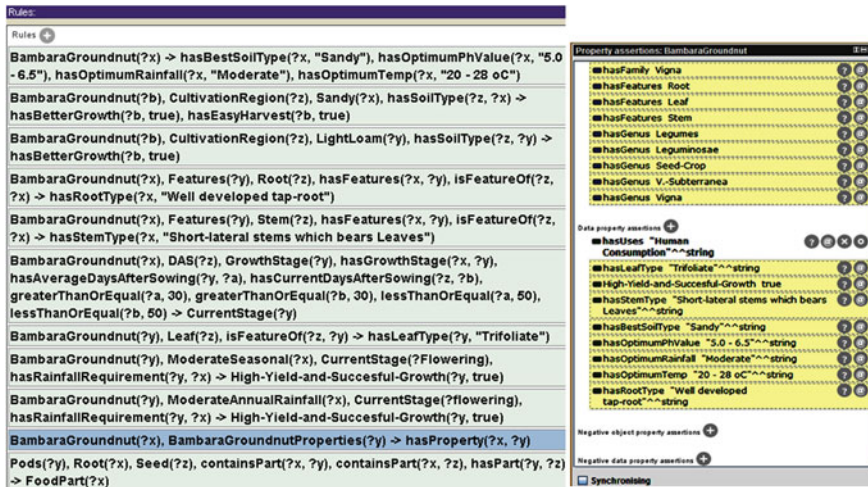 Rules:
Rules
BambaraGroundnut(?x) -> hasBestSoilType(?x, "Sandy"), hasOptimumPhValue(?x, "5.0
- 6.5"), hasOptimumRainfall(?x, "Moderate"), hasOptimumTemp(?x, "20 - 28 oC")
BambaraGroundnut(?b), CultivationRegion(?z), Sandy(?x), hasSoilType(?z, ?x) ->
hasBetterGrowth(?b, true), hasEasyHarvest(?b, true)
BambaraGroundnut(?b), CultivationRegion(?z), LightLoam(?y), hasSoilType(?z, ?y) ->
hasBetterGrowth(?b, true)
BambaraGroundnut(?x), Features(?y), Root(?z), hasFeatures(?x, ?y), isFeatureOf(?z,
?x) -> hasRootType(?x, "Well developed tap-root")
BambaraGroundnut(?x), Features(?y), Stem(?z), hasFeatures(?x, ?y), isFeatureOf(?z,
?x) -> hasStemType(?x, "Short-lateral stems which bears Leaves")
BambaraGroundnut(?x), DAS(?z), GrowthStage(?y), hasGrowthStage(?x, ?y),
hasAverageDaysAfterSowing(?y, ?a), hasCurrentDaysAfterSowing(?z, ?b),
greaterThanOrEqual(?a, 30), greaterThanOrEqual(?b, 30), lessThanOrEqual(?a, 50),
lessThanOrEqual(?b, 50) -> CurrentStage(?y)
BambaraGroundnut(?y), Leaf(?z), isFeatureOf(?z, ?y) -> hasLeafType(?y, "Trifoliate")
BambaraGroundnut(?y), ModerateSeasonal(?x), CurrentStage(?Flowering),
hasRainfallRequirement(?y, ?x) -> High-Yield-and-Succesful-Growth(?y, true)
BambaraGroundnut(?y), ModerateAnnualRainfall(?x), CurrentStage(?flowering),
hasRainfallRequirement(?y, ?x) -> High-Yield-and-Succesful-Growth(?y, true)
BambaraGroundnut(?x), BambaraGroundnutProperties(?y) -> hasProperty(?x, ?y)
Pods(?y), Root(?x), Seed(?z), containsPart(?x, ?y), containsPart(?x, ?z), hasPart(?y, ?z)
-> FoodPart(?x)
Property assertions: BambaraGroundnut
hasFamily Vigna
hasFeatures Root
hasFeatures Leaf
hasFeatures Stem
hasGenus Legumes
hasGenus Leguminosae
hasGenus Seed-Crop
hasGenus V.-Subterranea
hasGenus Vigna
Data property assertions
hasUses "Human
Consumption"^^string
hasLeafType "Trifoliate"^^string
High-Yield-and-Succesful-Growth true
hasStemType "Short-lateral stems which bears
Leaves"^^string
hasBestSoilType "Sandy"^^string
hasOptimumPhValue "5.0 - 6.5"^^string
hasOptimumRainfall "Moderate"^^string
hasOptimumTemp "20 - 28 oC"^^string
hasRootType "Well developed
tap-root"^^string
Negative object property assertions
Negative data property assertions
Synchronising